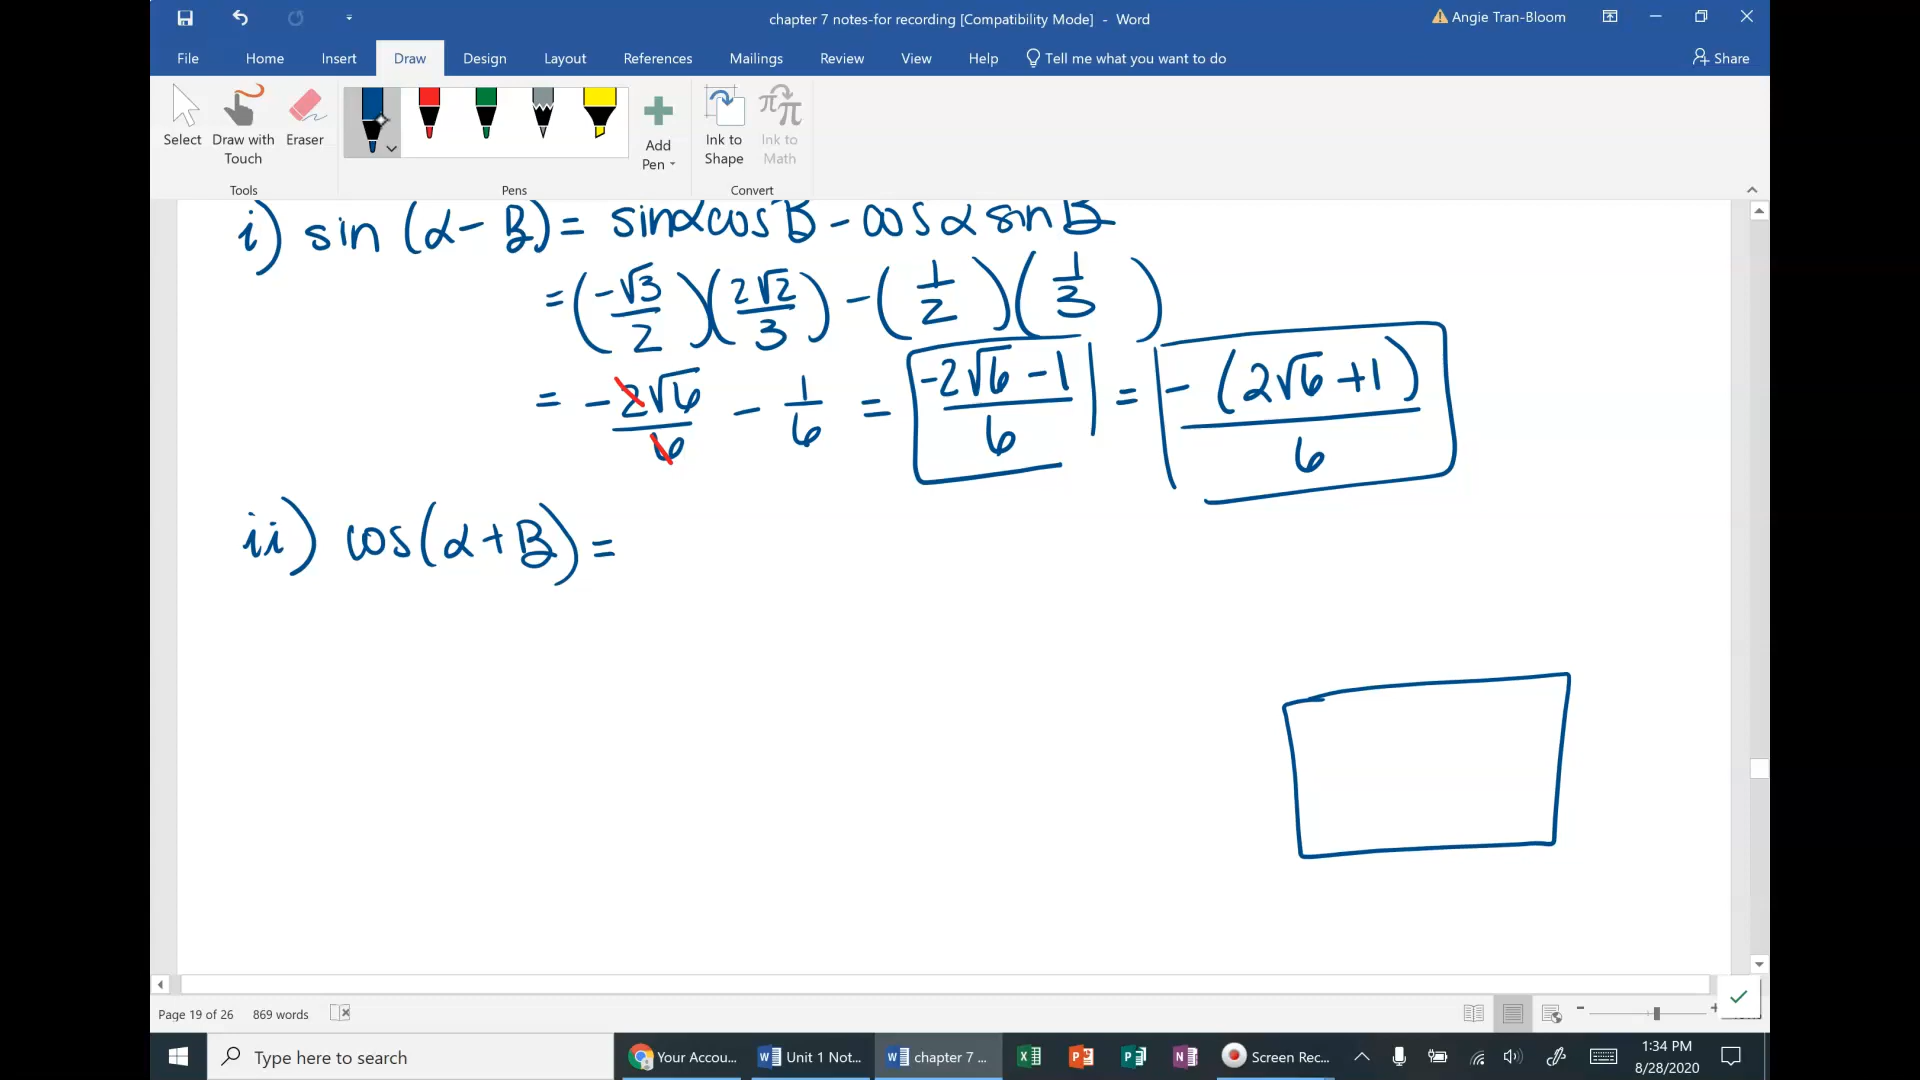 chapter 7 notes-for recording [Compatibility Mode] - Word
Angie Tran-Bloom
File Home Insert Draw Design Layout References Mailings Review View Help Tell me what you want to do Share
Select Draw with Touch Eraser Add Pen Ink to Shape Ink to Math
Tools Pens Convert
i) sin (α - B) = sinα cos B - cos α sin B
= (-√3/2)(2√2/3) - (1/2)(1/3)
= -2√6/6 - 1/6 = -2√6 - 1/6 = -(2√6 + 1)/6
ii) cos(α + B) =
Page 19 of 26 869 words
Type here to search Your Accou... Unit 1 Not... chapter 7 ... Screen Rec... 1:34 PM
8/28/2020